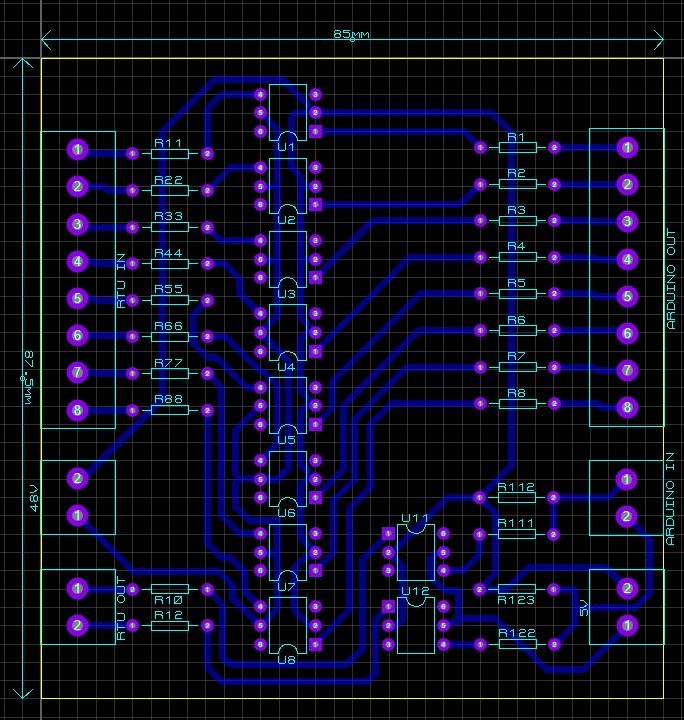 85mm
87.5mm
R11
R22
R33
R44
R55
R66
R77
R88
1
2
3
4
5
6
7
8
RTU IN
U1
U2
U3
U4
U5
U6
U7
U8
R1
R2
R3
R4
R5
R6
R7
R8
1
2
3
4
5
6
7
8
ARDUINO OUT
48V
2
1
RTU OUT
1
2
R10
R12
U11
U12
R112
R111
R123
R122
ARDUINO IN
1
2
5V
2
1